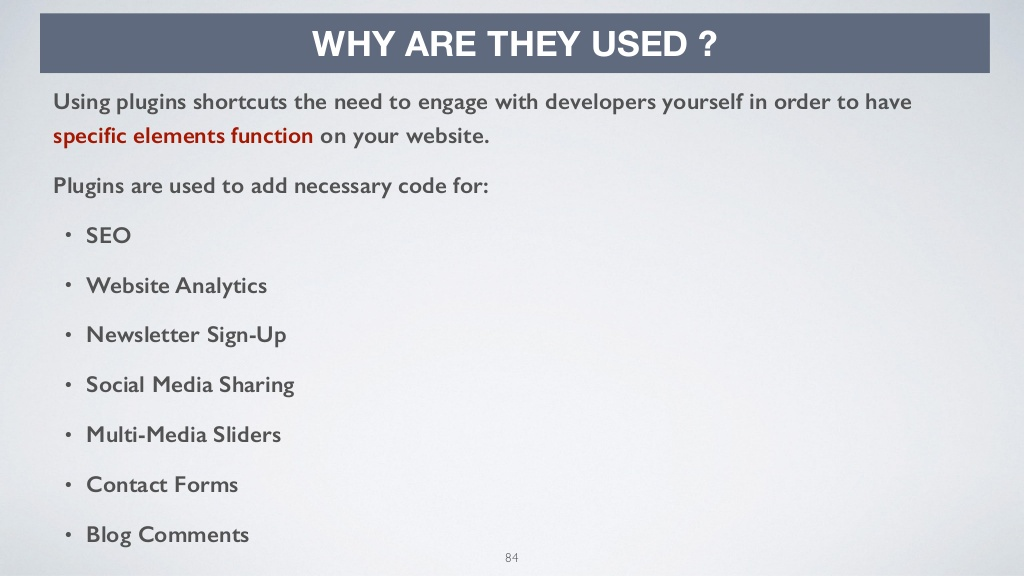 WHY ARE THEY USED ?
Using plugins shortcuts the need to engage with developers yourself in order to have
specific elements function on your website.
Plugins are used to add necessary code for:
• SEO
• Website Analytics
• Newsletter Sign-Up
• Social Media Sharing
• Multi-Media Sliders
• Contact Forms
• Blog Comments
84